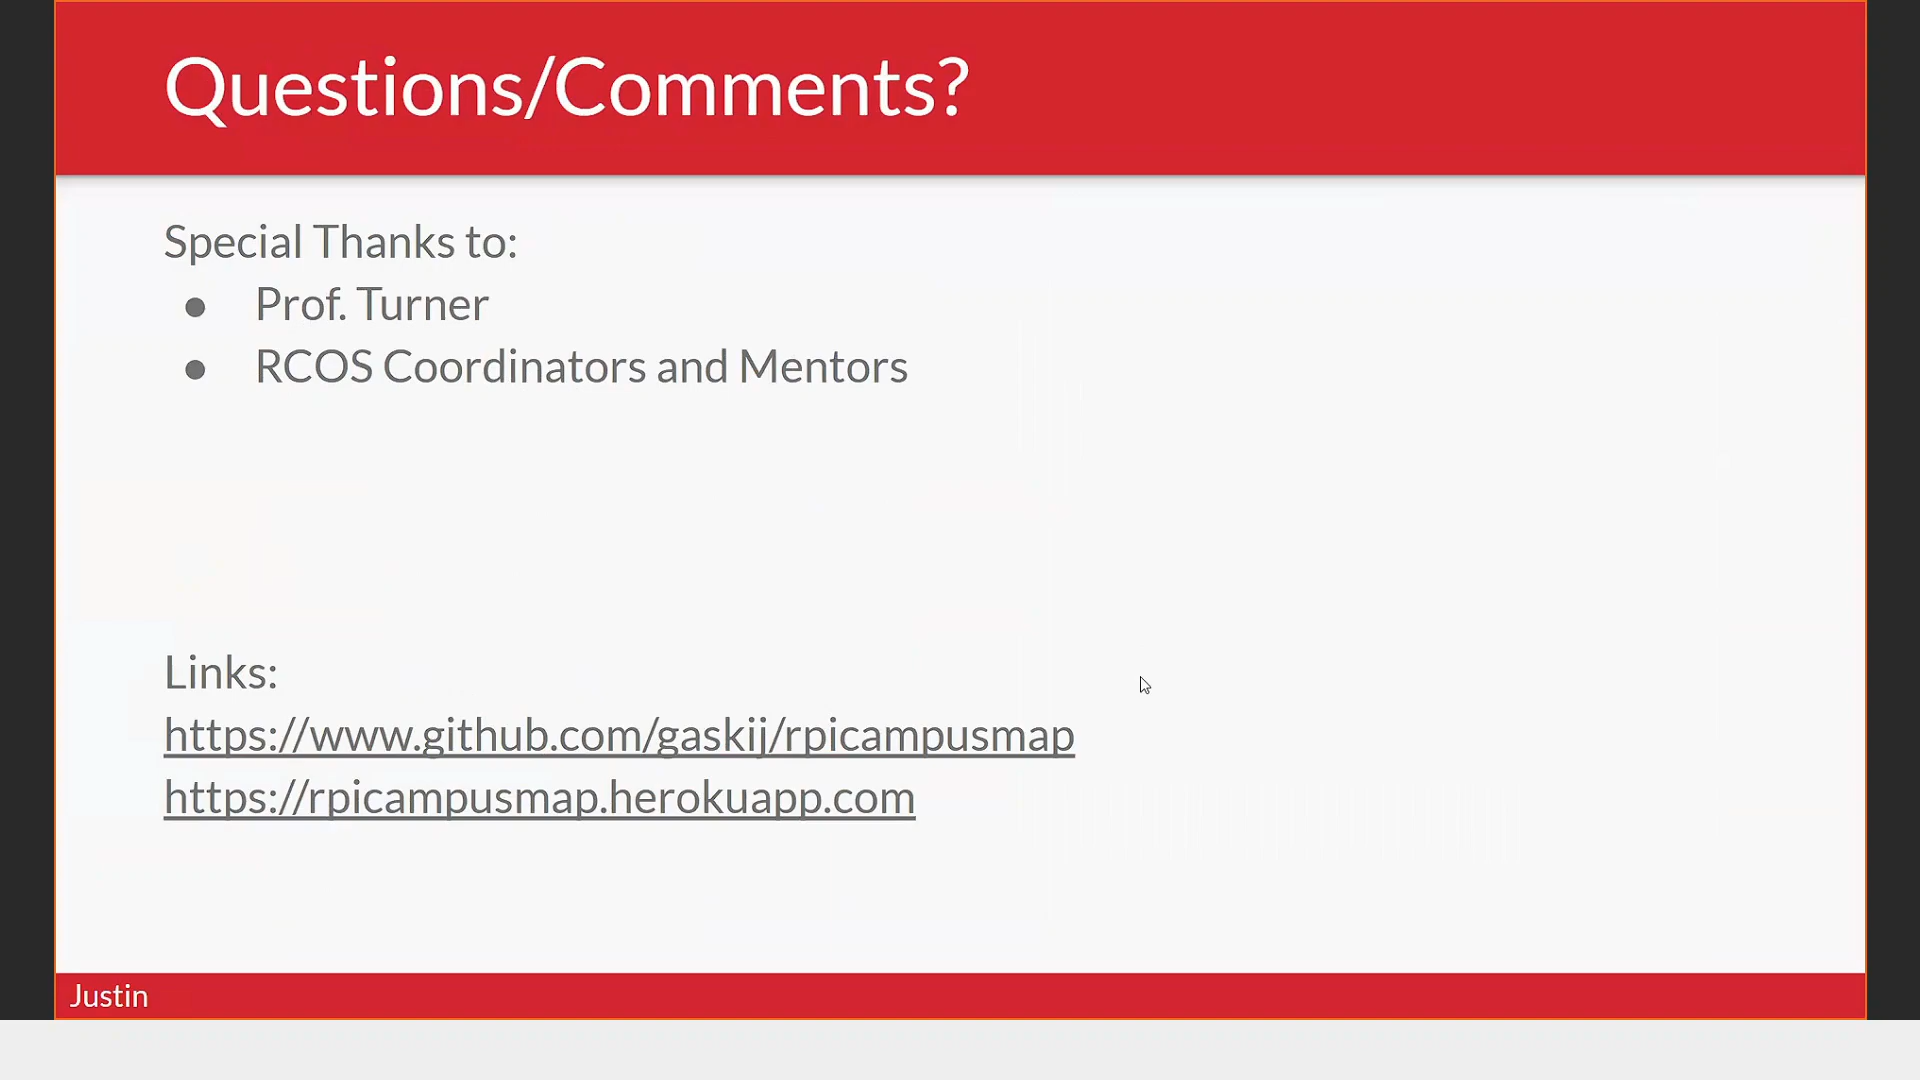 Questions/Comments?
Special Thanks to:
● Prof. Turner
● RCOS Coordinators and Mentors
Links:
https://www.github.com/gaskij/rpicampusmap
https://rpicampusmap.herokuapp.com
Justin